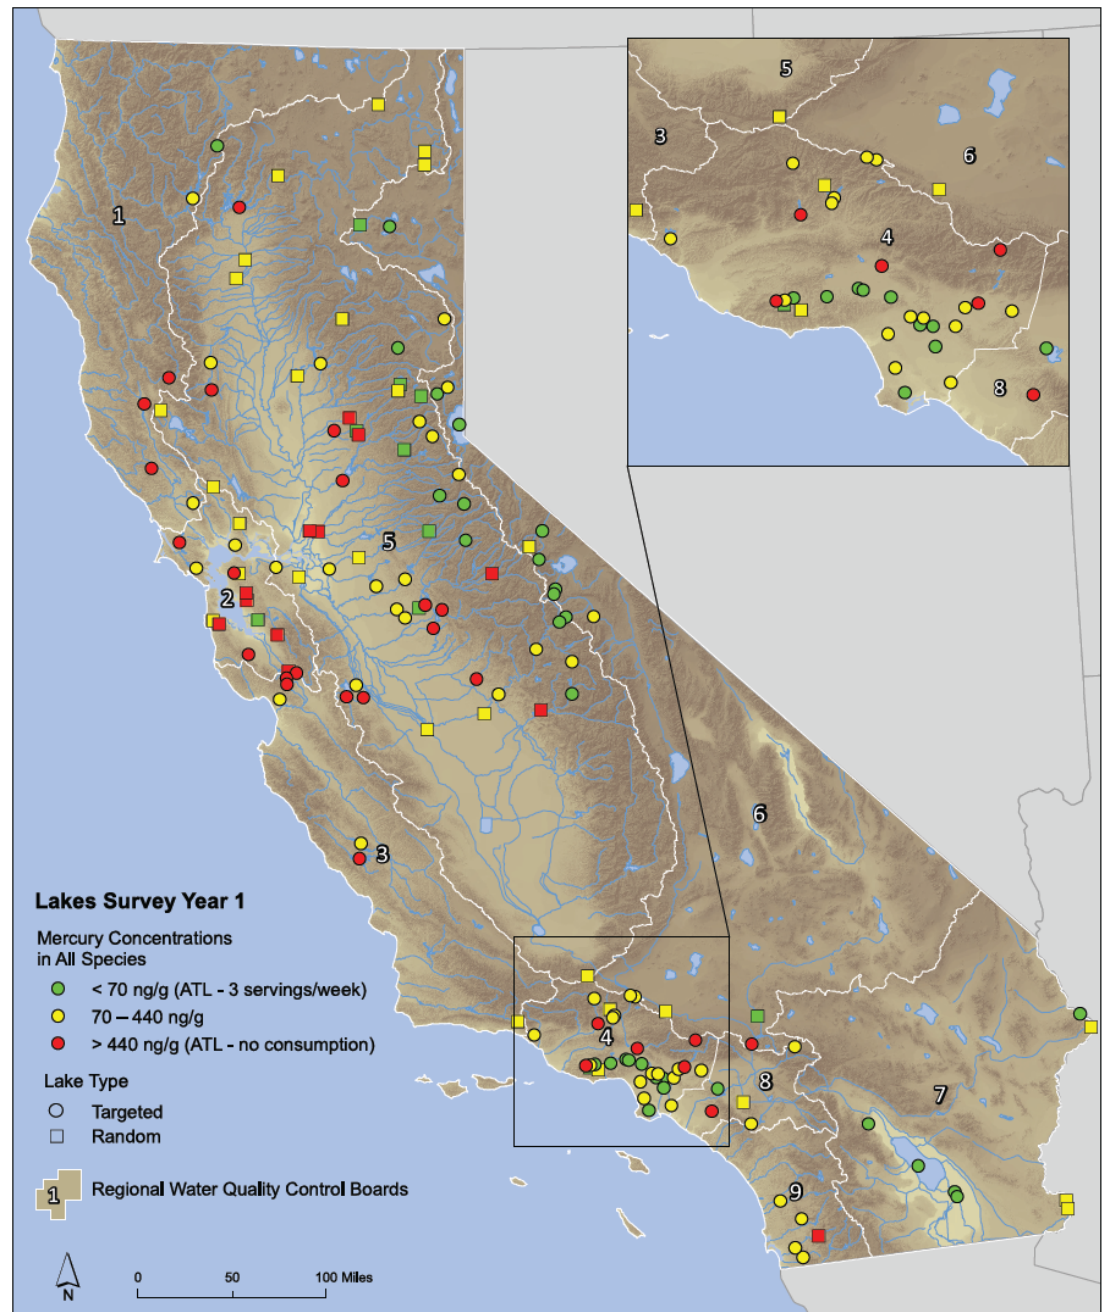 5
3
6
4
8
1
5
2
6
3
4
8
7
9
Lakes Survey Year 1
Mercury Concentrations
in All Species
< 70 ng/g (ATL - 3 servings/week)
70 – 440 ng/g
> 440 ng/g (ATL - no consumption)
Lake Type
Targeted
Random
1
Regional Water Quality Control Boards
N
0
50
100 Miles